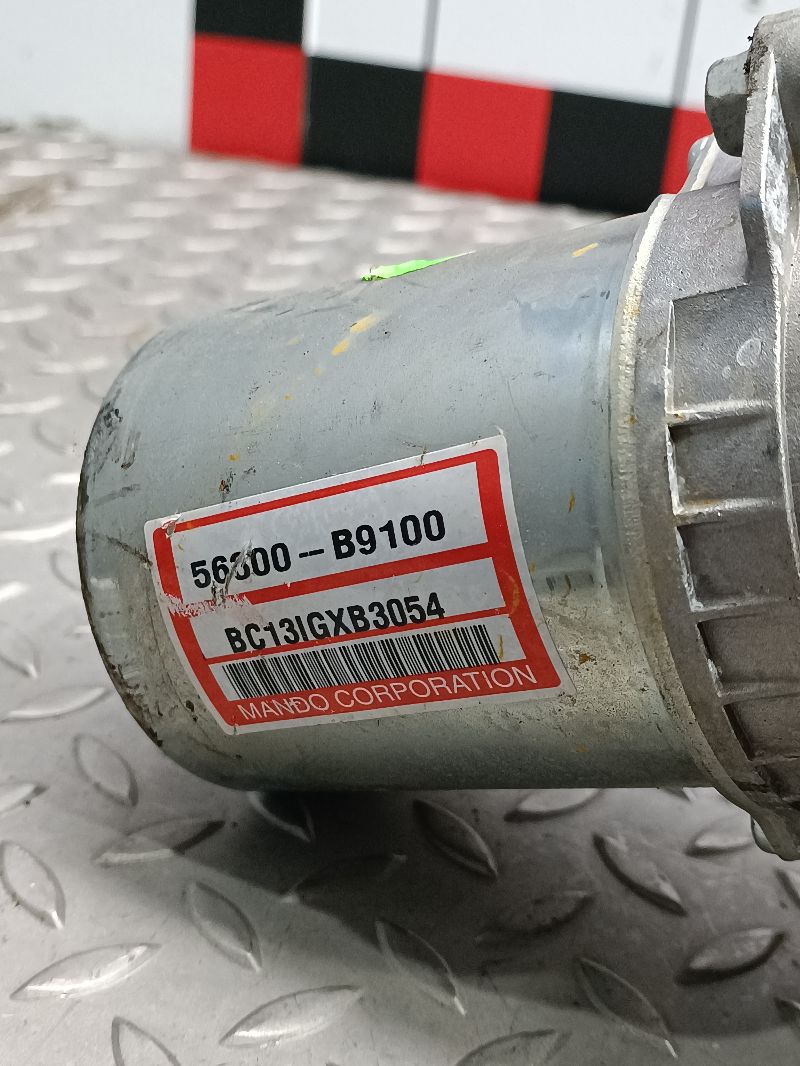 56300-B9100
BC13IGXB3054
MANDO CORPORATION